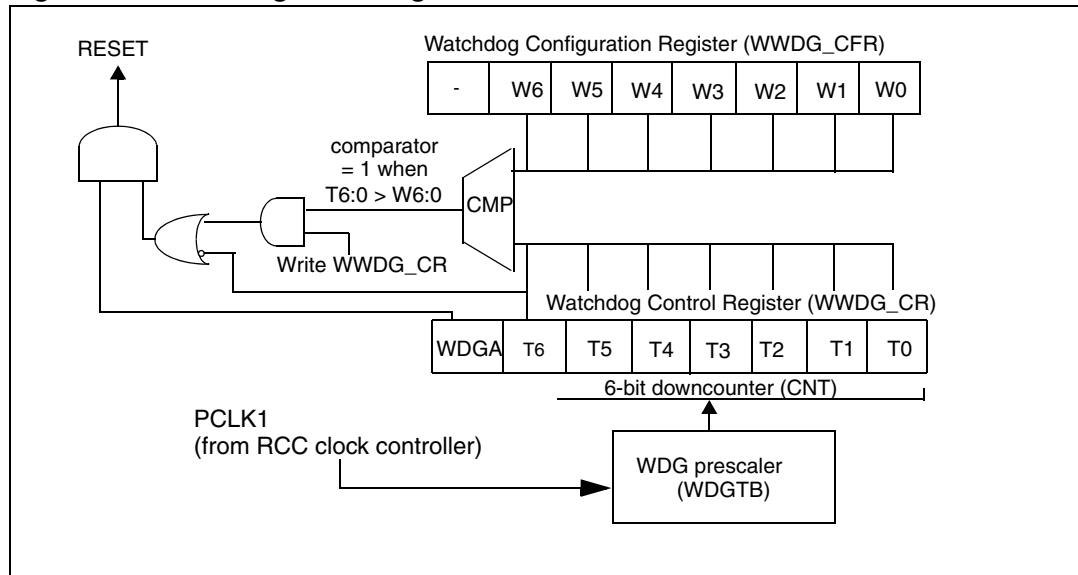 RESET
Watchdog Configuration Register (WWDG_CFR)
- W6 W5 W4 W3 W2 W1 W0
comparator
= 1 when
T6:0 > W6:0
CMP
Write WWDG_CR
Watchdog Control Register (WWDG_CR)
WDGA T6 T5 T4 T3 T2 T1 T0
6-bit downcounter (CNT)
PCLK1
(from RCC clock controller)
WDG prescaler
(WDGTB)